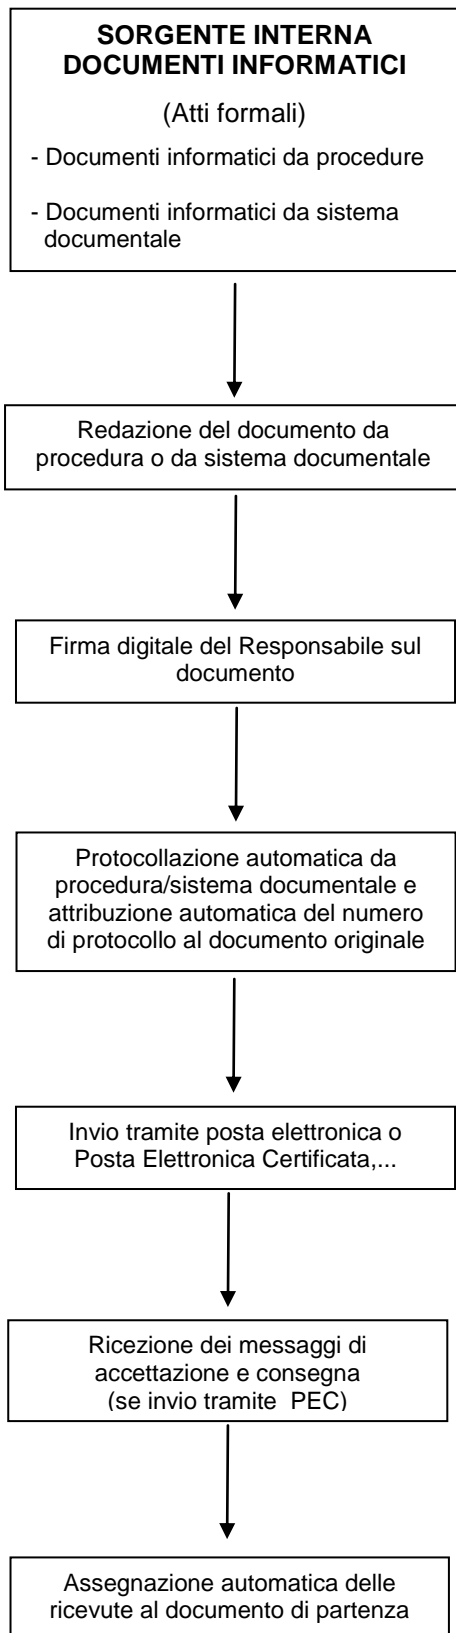 SORGENTE INTERNA
DOCUMENTI INFORMATICI
(Atti formali)
- Documenti informatici da procedure
- Documenti informatici da sistema
documentale
Redazione del documento da
procedura o da sistema documentale
Firma digitale del Responsabile sul
documento
Protocollazione automatica da
procedura/sistema documentale e
attribuzione automatica del numero
di protocollo al documento originale
Invio tramite posta elettronica o
Posta Elettronica Certificata,...
Ricezione dei messaggi di
accettazione e consegna
(se invio tramite PEC)
Assegnazione automatica delle
ricevute al documento di partenza